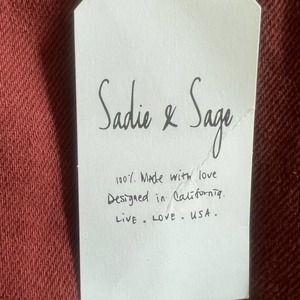 Sadie & Sage
100% Made with love
Designed in California.
LIVE . LOVE . USA .